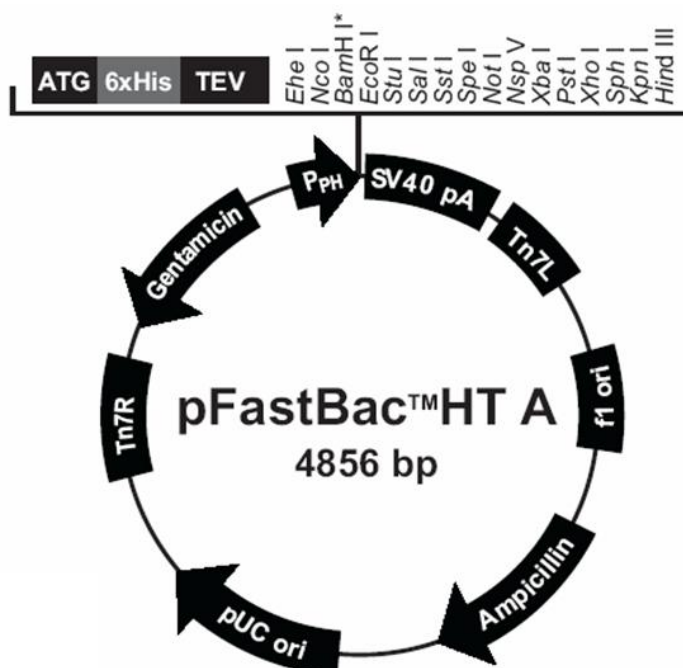 ATG 6xHis TEV
Ehe I
Nco I
BamH I*
EcoR I
Stu I
Sal I
Sst I
Spe I
Not I
Nsp V
Xba I
Pst I
Xho I
Sph I
Kpn I
Hind III
PPH
SV40 pA
Tn7L
f1 ori
Ampicillin
pUC ori
Tn7R
Gentamicin
pFastBac™HT A
4856 bp